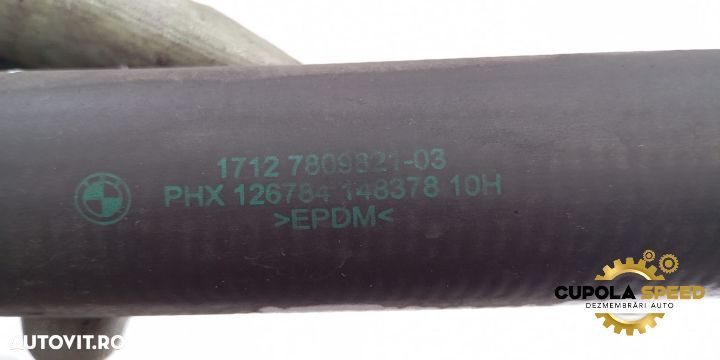 1712 7809821-03
PHX 126784 148378 10H
>EPDM<
CUPOLA SPEED
DEZMEMBRĂRI AUTO
AUTOVIT.RO